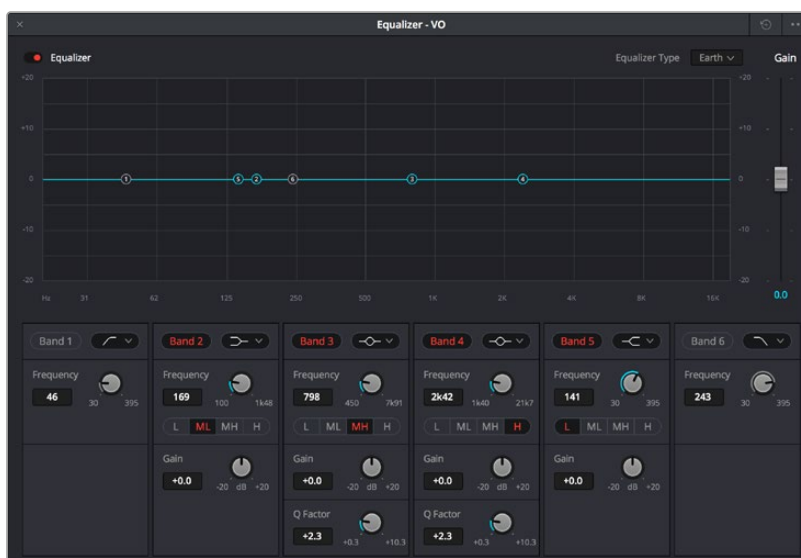 Equalizer - VO
Equalizer
Equalizer Type Earth Gain
+20 +20
+10 +10
0 0
-10 -10
-20 -20
1 5 2 6 3 4
Hz 31 62 125 250 500 1K 2K 4K 8K 16K 0.0
Band 1 Band 2 Band 3 Band 4 Band 5 Band 6
Frequency Frequency Frequency Frequency Frequency Frequency
46 30 395 169 100 1k48 798 450 7k91 2k42 1k40 21k7 141 30 395 243 30 395
L ML MH H L ML MH H L ML MH H L ML MH H
Gain Gain Gain Gain
+0.0 -20 dB +20 +0.0 -20 dB +20 +0.0 -20 dB +20 +0.0 -20 dB +20
Q Factor Q Factor
+2.3 +0.3 +10.3 +2.3 +0.3 +10.3